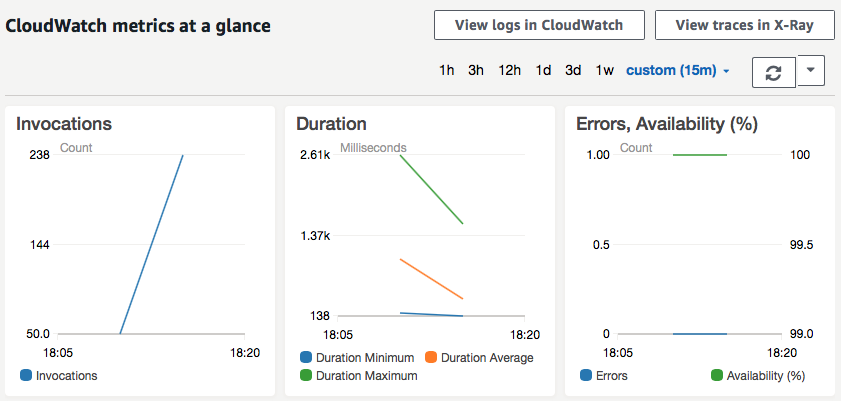 CloudWatch metrics at a glance
View logs in CloudWatch
View traces in X-Ray
1h 3h 12h 1d 3d 1w custom (15m)
Invocations
Count
238
144
50.0
18:05 18:20
Invocations
Duration
Milliseconds
2.61k
1.37k
138
18:05 18:20
Duration Minimum Duration Average
Duration Maximum
Errors, Availability (%)
Count
1.00 100
0.5 99.5
0 99.0
18:05 18:20
Errors Availability (%)